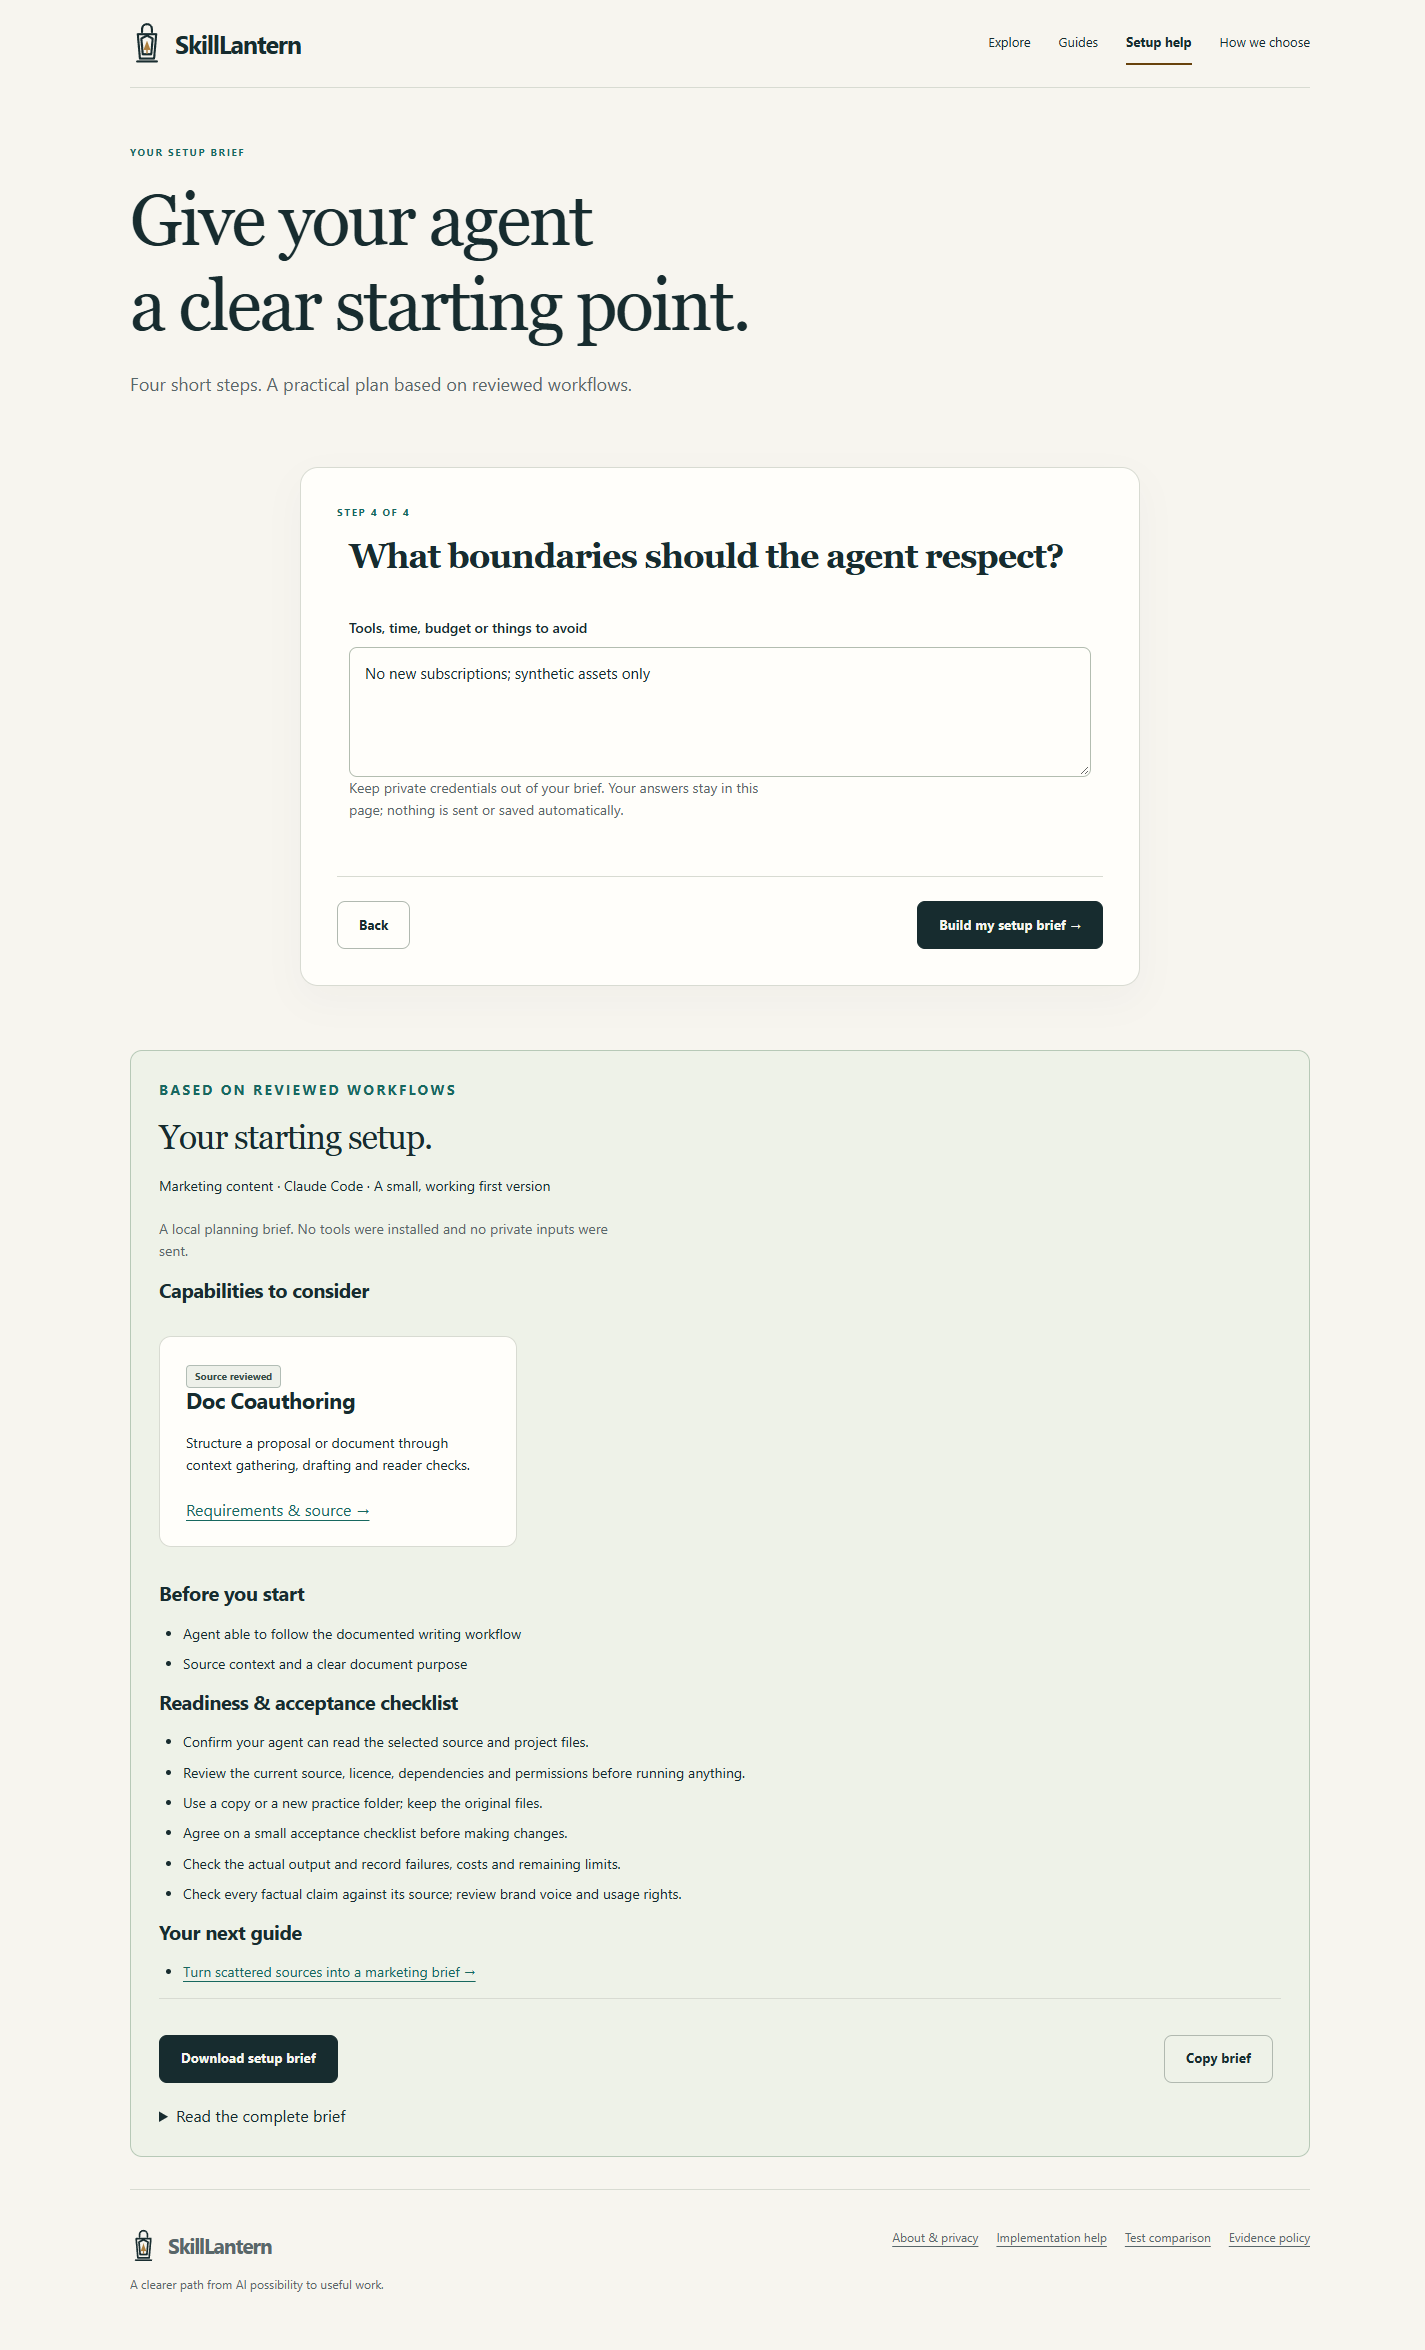 SkillLantern
Explore Guides Setup help How we choose
YOUR SETUP BRIEF
Give your agent
a clear starting point.
Four short steps. A practical plan based on reviewed workflows.
STEP 4 OF 4
What boundaries should the agent respect?
Tools, time, budget or things to avoid
No new subscriptions; synthetic assets only
Keep private credentials out of your brief. Your answers stay in this
page; nothing is sent or saved automatically.
Back
Build my setup brief →
BASED ON REVIEWED WORKFLOWS
Your starting setup.
Marketing content · Claude Code · A small, working first version
A local planning brief. No tools were installed and no private inputs were
sent.
Capabilities to consider
Source reviewed
Doc Coauthoring
Structure a proposal or document through
context gathering, drafting and reader checks.
Requirements & source →
Before you start
• Agent able to follow the documented writing workflow
• Source context and a clear document purpose
Readiness & acceptance checklist
• Confirm your agent can read the selected source and project files.
• Review the current source, licence, dependencies and permissions before running anything.
• Use a copy or a new practice folder; keep the original files.
• Agree on a small acceptance checklist before making changes.
• Check the actual output and record failures, costs and remaining limits.
• Check every factual claim against its source; review brand voice and usage rights.
Your next guide
• Turn scattered sources into a marketing brief →
Download setup brief
Copy brief
▶ Read the complete brief
SkillLantern
About & privacy Implementation help Test comparison Evidence policy
A clearer path from AI possibility to useful work.